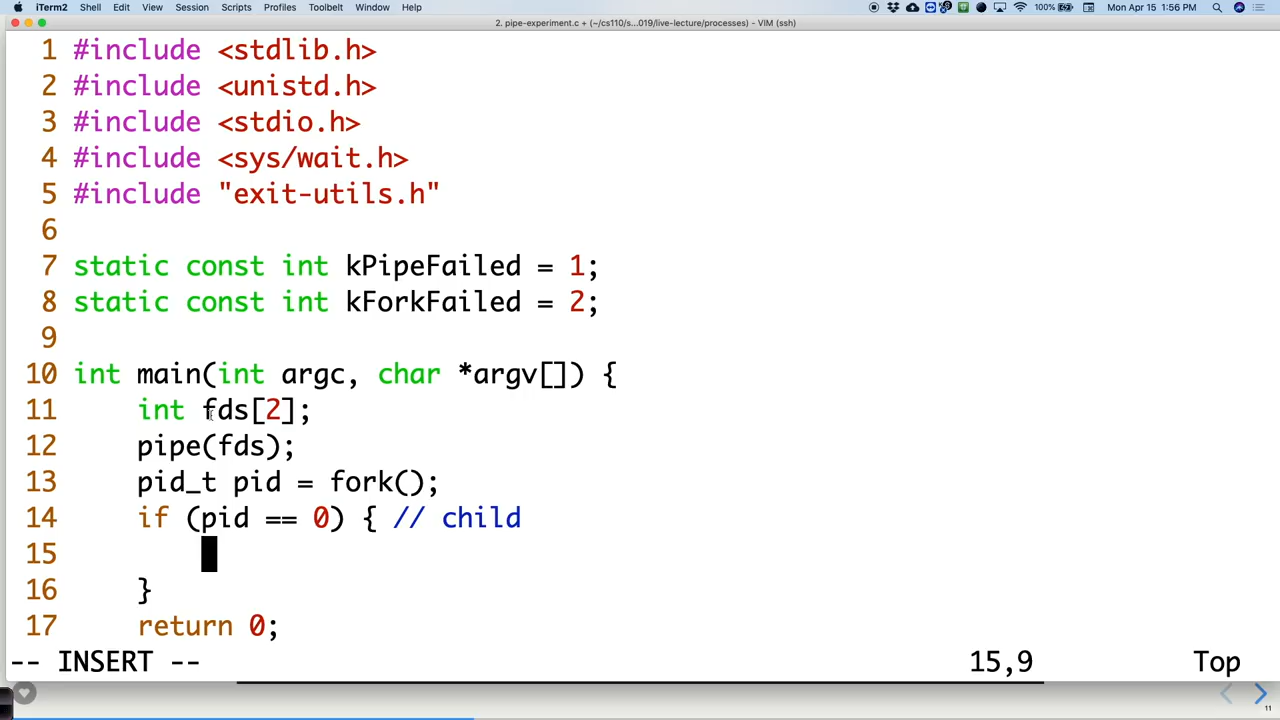 iTerm2 Shell Edit View Session Scripts Profiles Toolbelt Window Help 100% Mon Apr 15 1:56 PM
2. pipe-experiment.c + (~/cs110/s...019/live-lecture/processes) - VIM (ssh)
1 #include <stdlib.h>
2 #include <unistd.h>
3 #include <stdio.h>
4 #include <sys/wait.h>
5 #include "exit-utils.h"
6
7 static const int kPipeFailed = 1;
8 static const int kForkFailed = 2;
9
10 int main(int argc, char *argv[]) {
11 int fds[2];
12 pipe(fds);
13 pid_t pid = fork();
14 if (pid == 0) { // child
15
16 }
17 return 0;
-- INSERT -- 15,9 Top
11